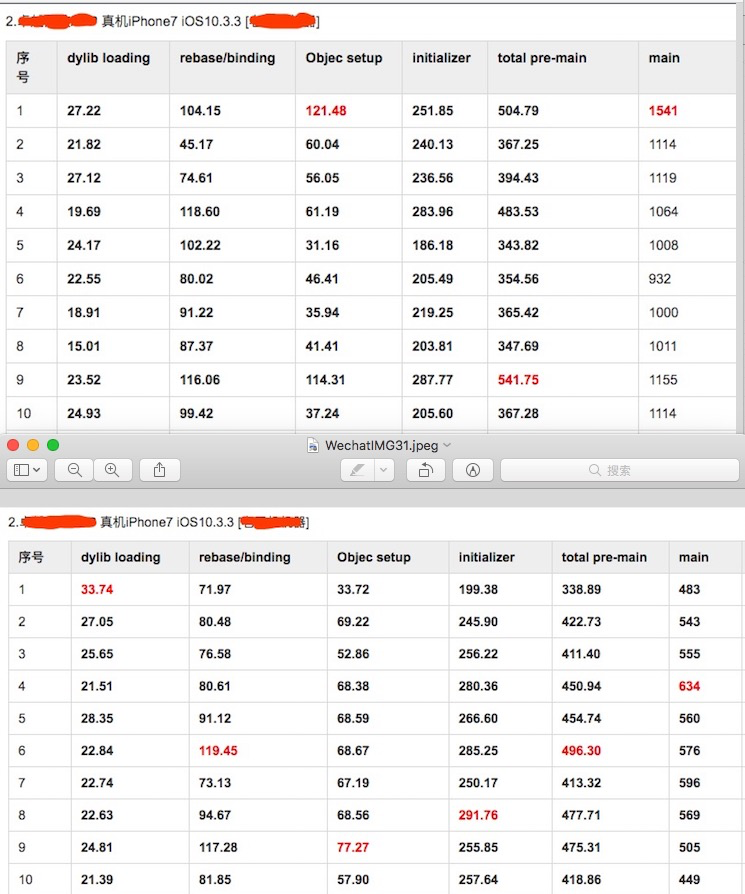 2. 真机iPhone7 iOS10.3.3 [ ]
序号 dylib loading rebase/binding Objec setup initializer total pre-main main
1 27.22 104.15 121.48 251.85 504.79 1541
2 21.82 45.17 60.04 240.13 367.25 1114
3 27.12 74.61 56.05 236.56 394.43 1119
4 19.69 118.60 61.19 283.96 483.53 1064
5 24.17 102.22 31.16 186.18 343.82 1008
6 22.55 80.02 46.41 205.49 354.56 932
7 18.91 91.22 35.94 219.25 365.42 1000
8 15.01 87.37 41.41 203.81 347.69 1011
9 23.52 116.06 114.31 287.77 541.75 1155
10 24.93 99.42 37.24 205.60 367.28 1114
WechatIMG31.jpeg
搜索
2. 真机iPhone7 iOS10.3.3 [ ]
序号 dylib loading rebase/binding Objec setup initializer total pre-main main
1 33.74 71.97 33.72 199.38 338.89 483
2 27.05 80.48 69.22 245.90 422.73 543
3 25.65 76.58 52.86 256.22 411.40 555
4 21.51 80.61 68.38 280.36 450.94 634
5 28.35 91.12 68.59 266.60 454.74 560
6 22.84 119.45 68.67 285.25 496.30 576
7 22.74 73.13 67.19 250.17 413.32 596
8 22.63 94.67 68.56 291.76 477.71 569
9 24.81 117.28 77.27 255.85 475.31 505
10 21.39 81.85 57.90 257.64 418.86 449